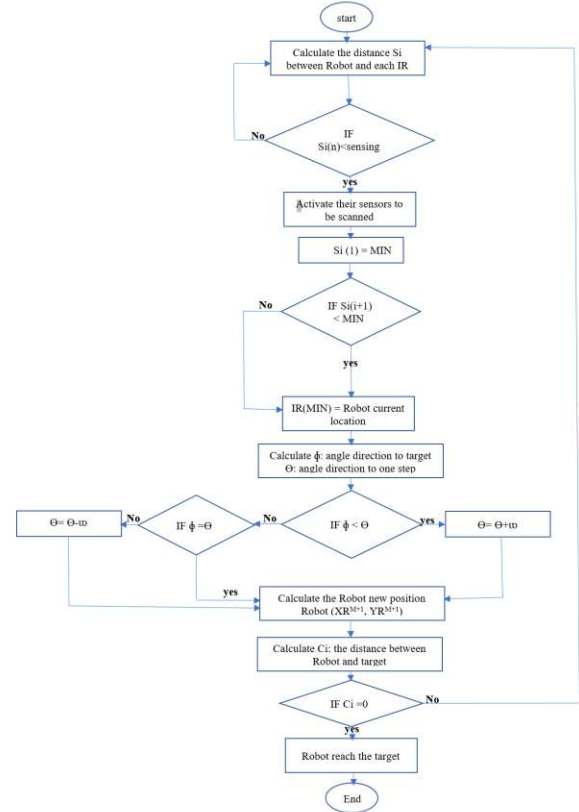 start
Calculate the distance Si
between Robot and each IR
No
IF
Si(n)<sensing
yes
Activate their sensors to
be scanned
Si (1) = MIN
No
IF Si(i+1)
< MIN
yes
IR(MIN) = Robot current
location
Calculate ϕ: angle direction to target
Θ: angle direction to one step
Θ= Θ-ʋ
No
IF ϕ =Θ
No
IF ϕ < Θ
yes
Θ= Θ+ʋ
yes
Calculate the Robot new position
Robot (XRᴹ⁺¹, YRᴹ⁺¹)
Calculate Ci: the distance between
Robot and target
IF Ci =0
No
yes
Robot reach the target
End